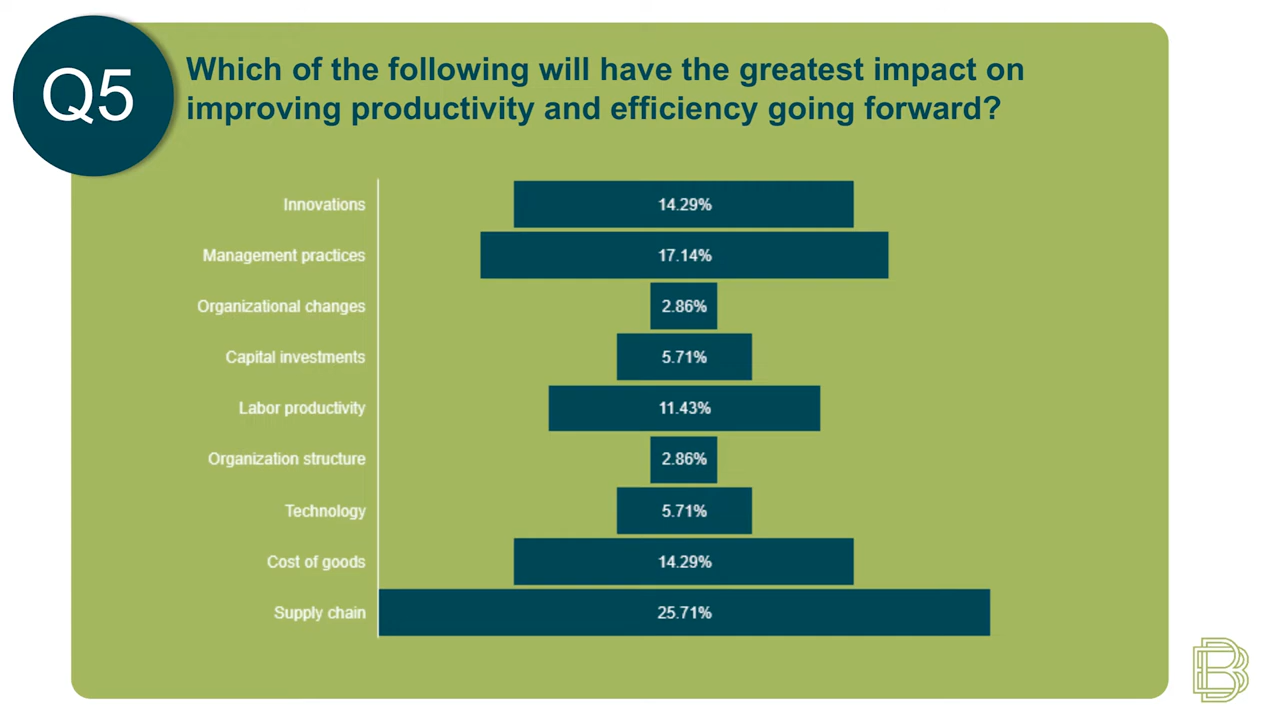 Q5
Which of the following will have the greatest impact on
improving productivity and efficiency going forward?
Innovations 14.29%
Management practices 17.14%
Organizational changes 2.86%
Capital investments 5.71%
Labor productivity 11.43%
Organization structure 2.86%
Technology 5.71%
Cost of goods 14.29%
Supply chain 25.71%